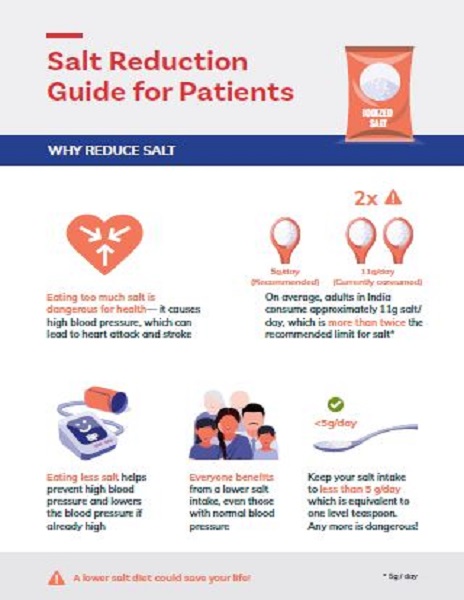 Salt Reduction
Guide for Patients
IODIZED
SALT
WHY REDUCE SALT
2x
5g/day
(Recommended)
11g/day
(Currently consumed)
Eating too much salt is
dangerous for health— it causes
high blood pressure, which can
lead to heart attack and stroke
On average, adults in India
consume approximately 11g salt/
day, which is more than twice the
recommended limit for salt*
<5g/day
Eating less salt helps
prevent high blood
pressure and lowers
the blood pressure if
already high
Everyone benefits
from a lower salt
intake, even those
with normal blood
pressure
Keep your salt intake
to less than 5 g/day
which is equivalent to
one level teaspoon.
Any more is dangerous!
A lower salt diet could save your life!
* 5g / day